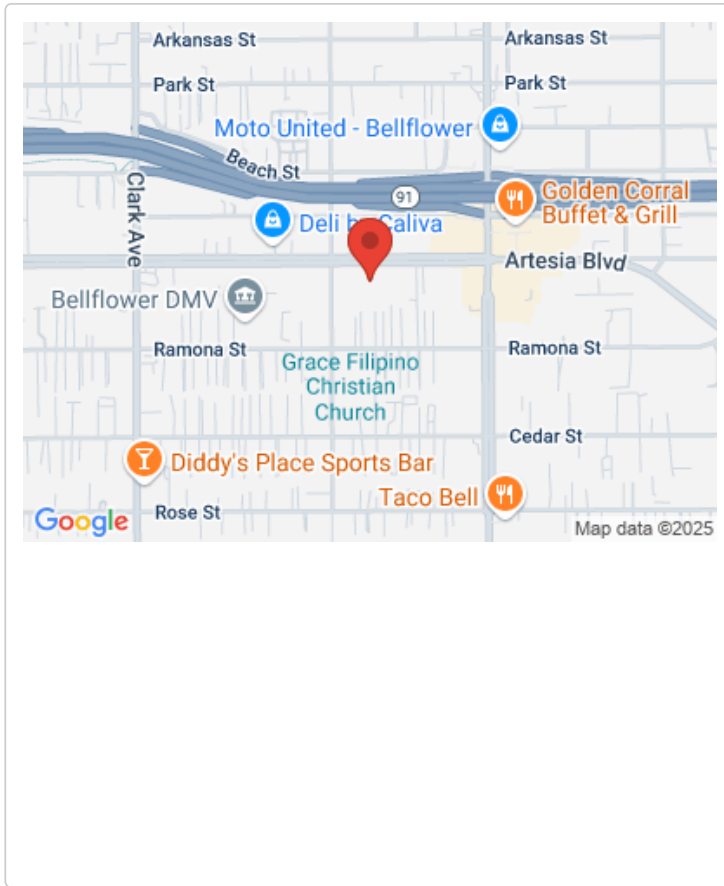 Arkansas St
Arkansas St
Park St
Park St
Moto United - Bellflower
Beach St
91
Golden Corral
Buffet & Grill
Clark Ave
Deli by Caliva
Artesia Blvd
Bellflower DMV
Ramona St
Ramona St
Grace Filipino
Christian
Church
Cedar St
Diddy's Place Sports Bar
Taco Bell
Rose St
Google
Map data ©2025